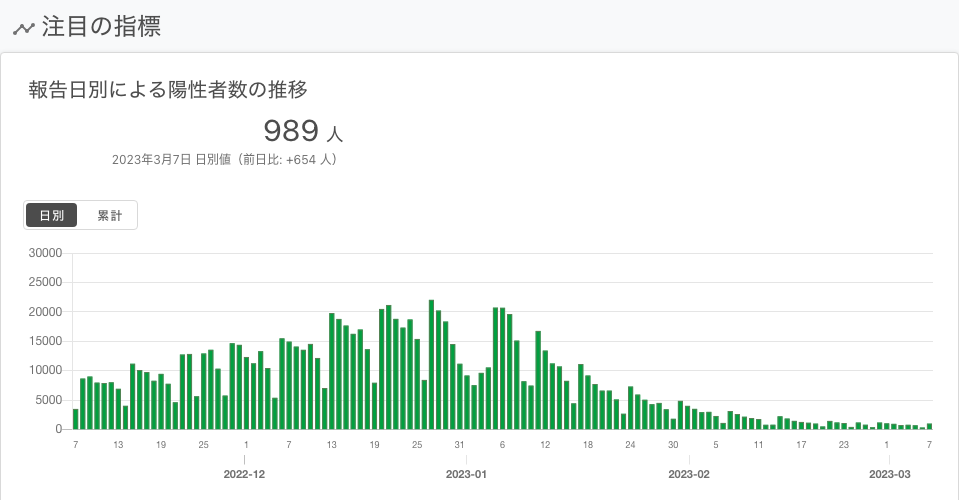 注目の指標
報告日別による陽性者数の推移
989 人
2023年3月7日 日別値（前日比: +654 人）
日別 累計
30000
25000
20000
15000
10000
5000
0
7 13 19 25 1 7 13 19 25 31 6 12 18 24 30 5 11 17 23 1 7
2022-12 2023-01 2023-02 2023-03